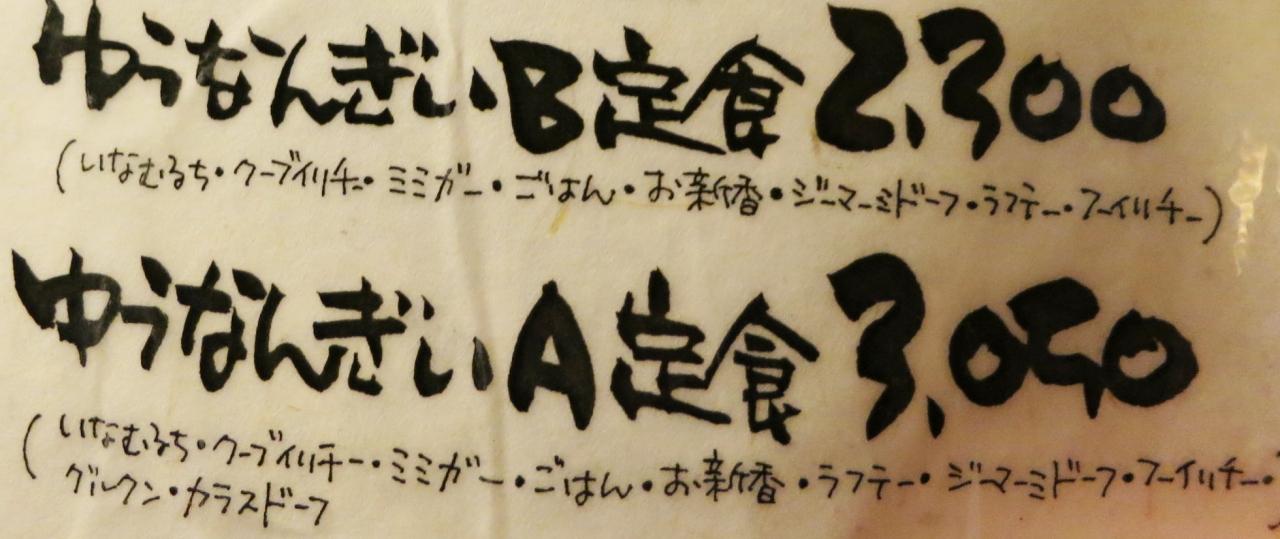 ゆうなんぎいB定食 2,300
(いなむるち・クーブイリチー・ミミガー・ごはん・お新香・ジーマーミドーフ・ラフテー・フーイリチー)
ゆうなんぎいA定食 3,050
(いなむるち・クーブイリチー・ミミガー・ごはん・お新香・ラフテー・ジーマーミドーフ・フーイリチー・
グルクン・カラスドーフ